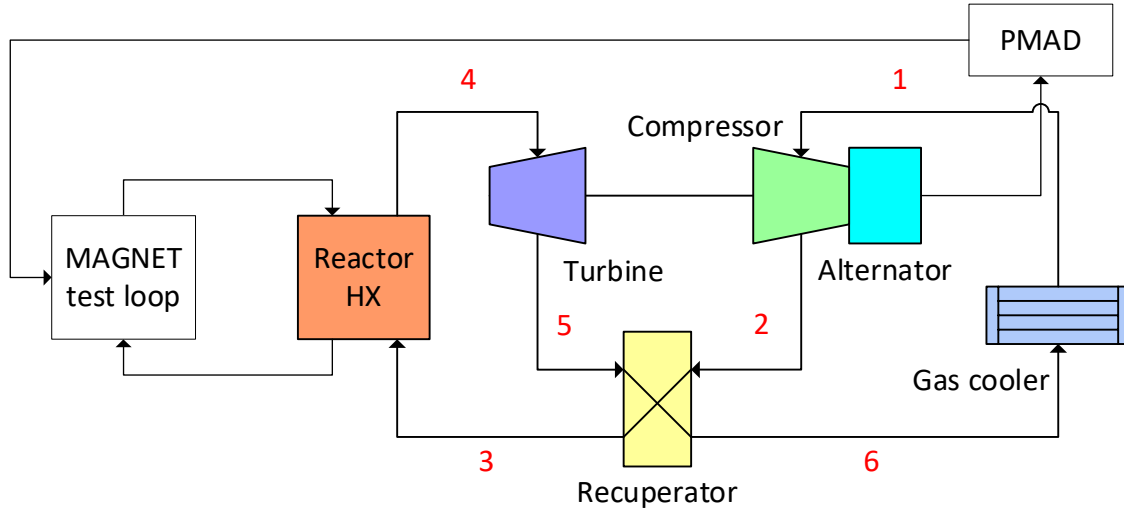 PMAD
4
1
Compressor
MAGNET
test loop
Reactor
HX
Turbine
Alternator
5
2
Gas cooler
3
6
Recuperator